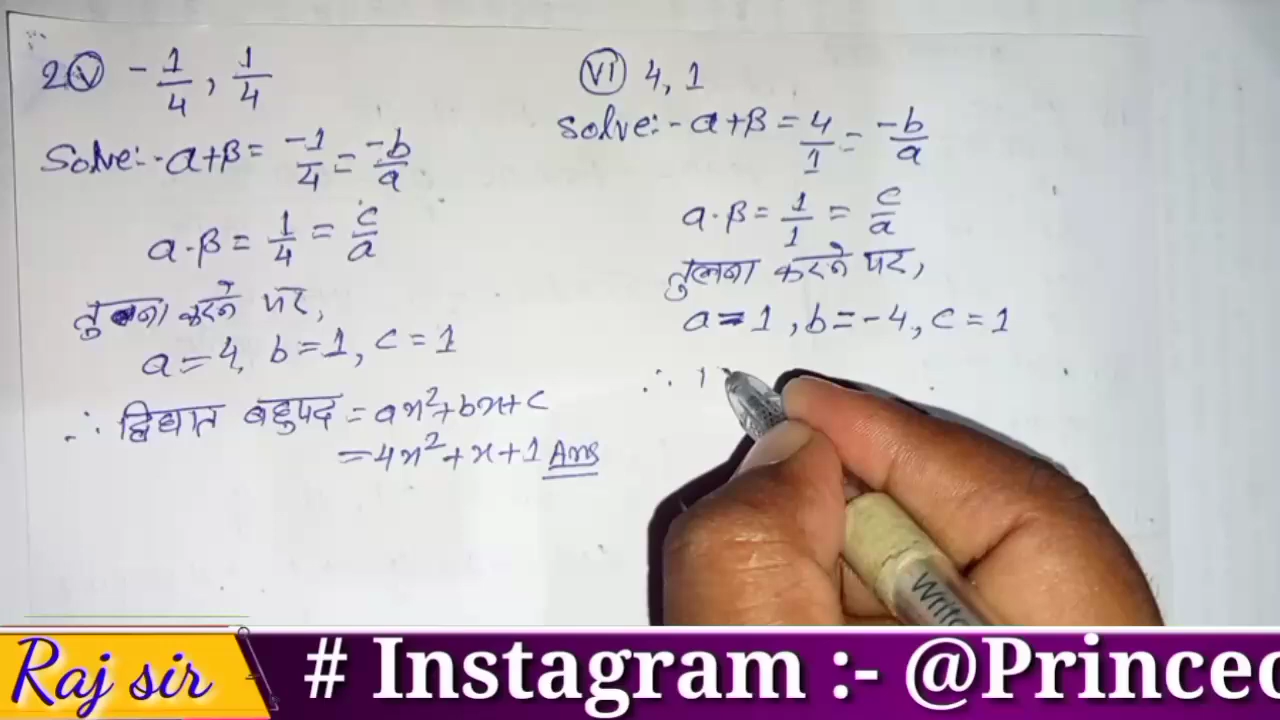 2(V) -1/4, 1/4
Solve:- α+β = -1/4 = -b/a
α·β = 1/4 = c/a
तुलना करने पर,
a = 4, b = 1, c = 1
∴ द्विघात बहुपद = ax²+bx+c
= 4x²+x+1 Ans
(VI) 4, 1
Solve:- α+β = 4/1 = -b/a
α·β = 1/1 = c/a
तुलना करने पर,
a = 1, b = -4, c = 1
∴
Raj sir
# Instagram :- @Princec
Write